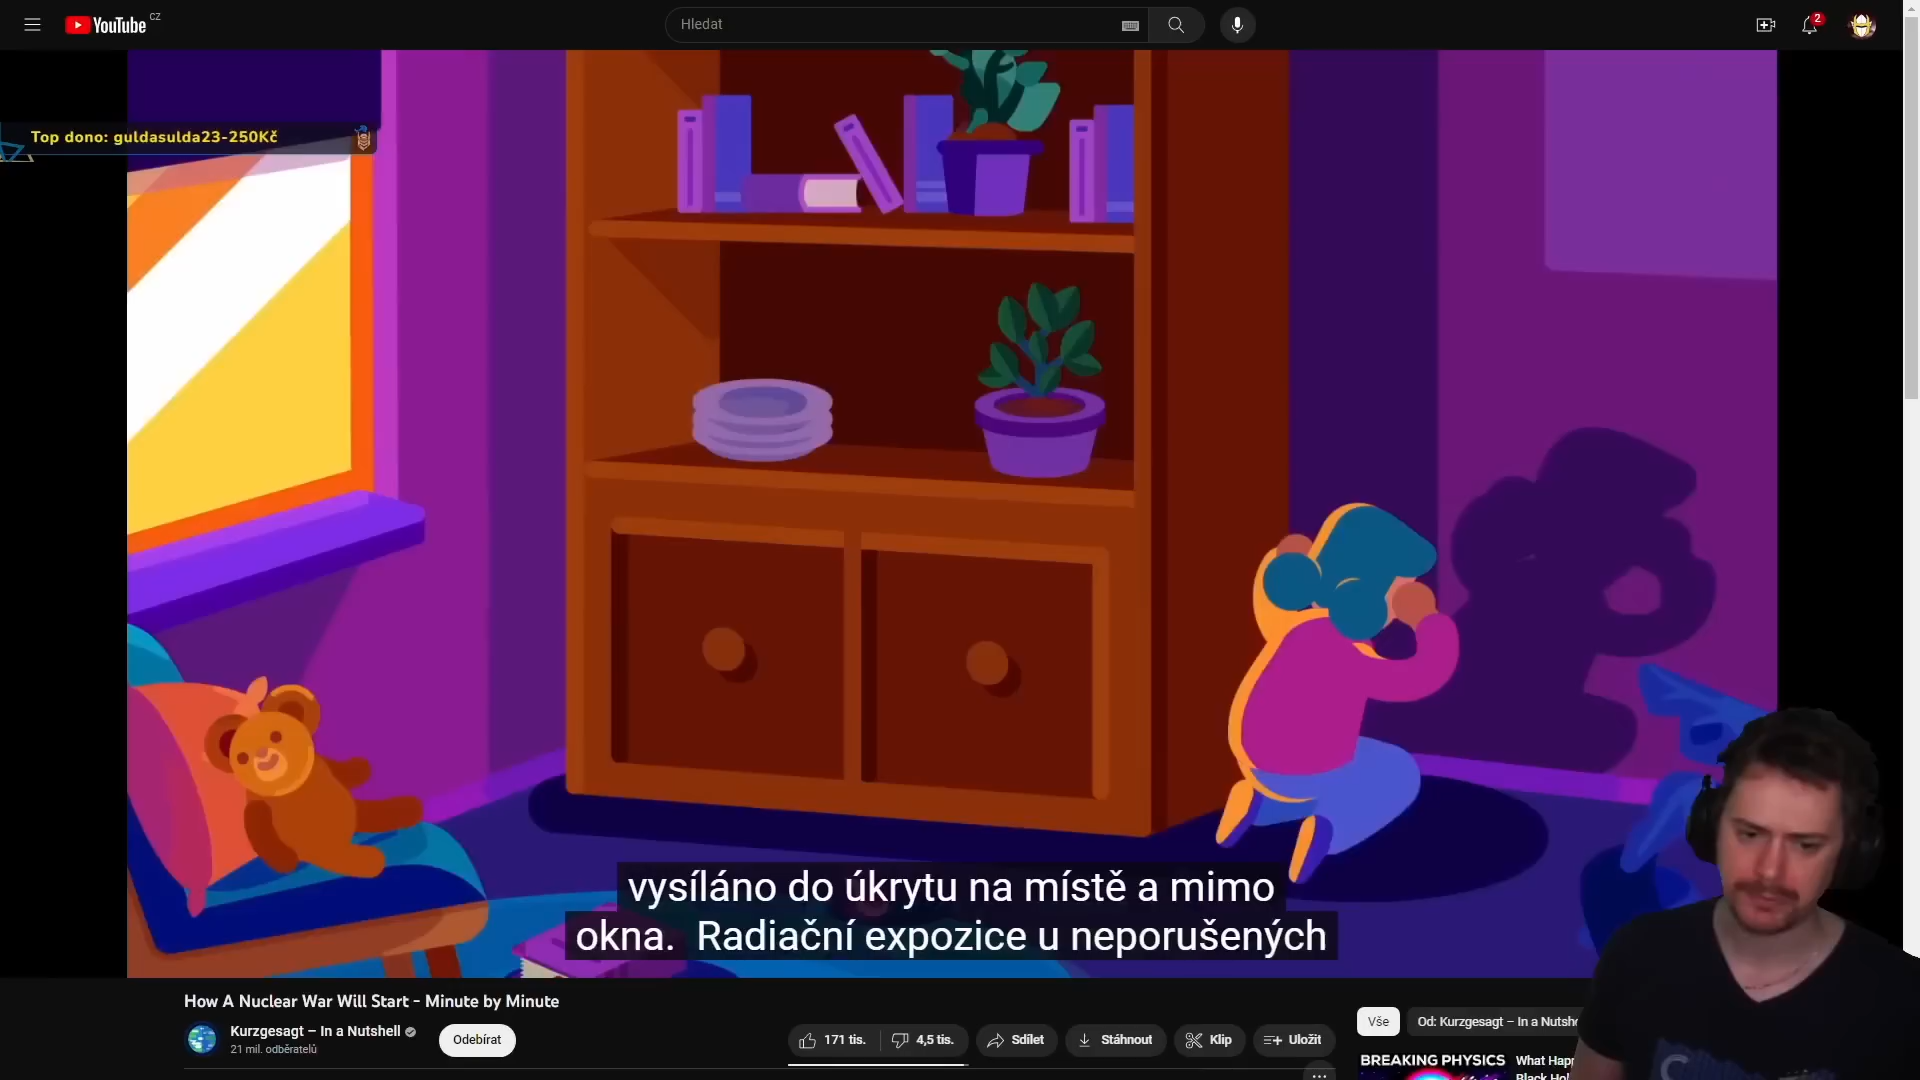 YouTube CZ
Hledat
2
Top dono: guldasulda23-250Kč
vysíláno do úkrytu na místě a mimo
okna. Radiační expozice u neporušených
How A Nuclear War Will Start - Minute by Minute
Kurzgesagt – In a Nutshell
21 mil. odběratelů
Odebírat
171 tis.
4,5 tis.
Sdílet
Stáhnout
Klip
Uložit
Vše
Od: Kurzgesagt – In a Nutshe
BREAKING PHYSICS
What Happ
Black Hol